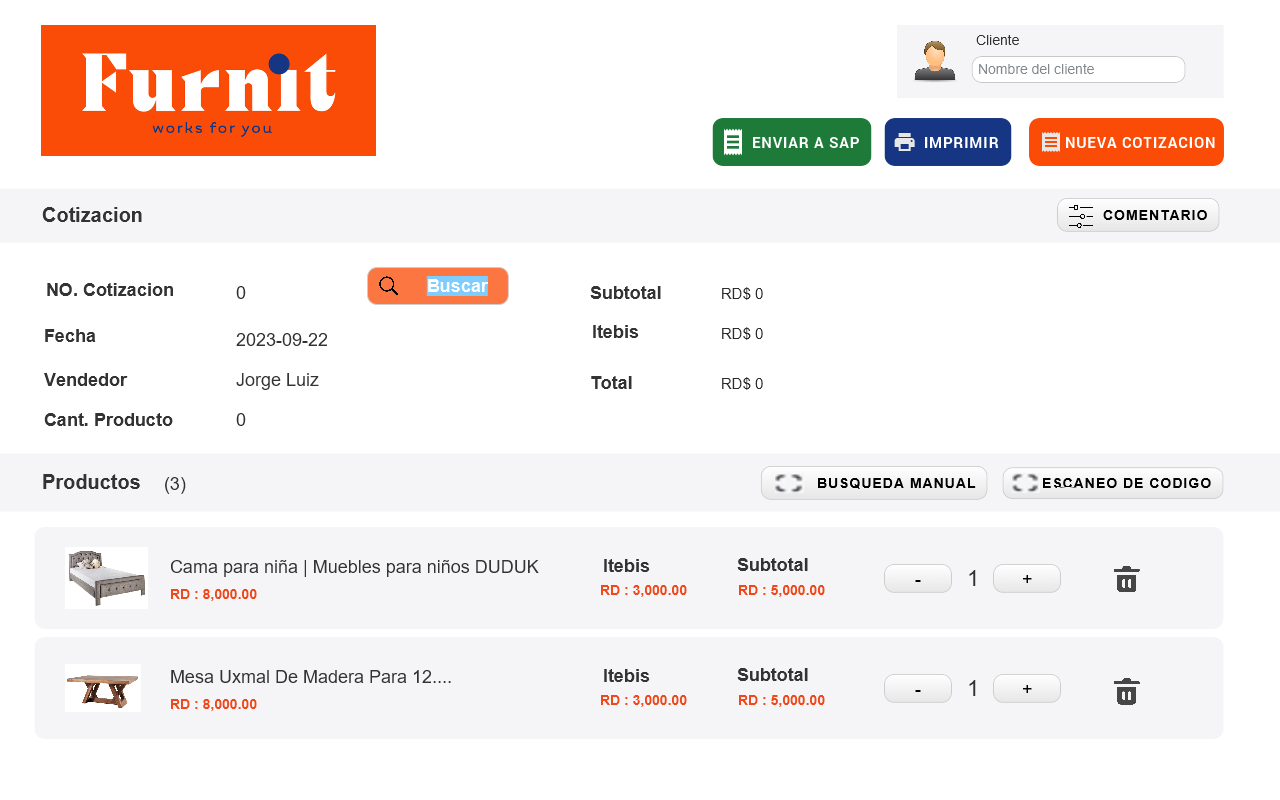 Furnit
works for you
Cliente
Nombre del cliente
ENVIAR A SAP
IMPRIMIR
NUEVA COTIZACION
Cotizacion
COMENTARIO
NO. Cotizacion 0
Buscar
Fecha 2023-09-22
Vendedor Jorge Luiz
Cant. Producto 0
Subtotal RD$ 0
Itebis RD$ 0
Total RD$ 0
Productos (3)
BUSQUEDA MANUAL
ESCANEO DE CODIGO
Cama para niña | Muebles para niños DUDUK
RD : 8,000.00
Itebis
RD : 3,000.00
Subtotal
RD : 5,000.00
- 1 +
Mesa Uxmal De Madera Para 12....
RD : 8,000.00
Itebis
RD : 3,000.00
Subtotal
RD : 5,000.00
- 1 +